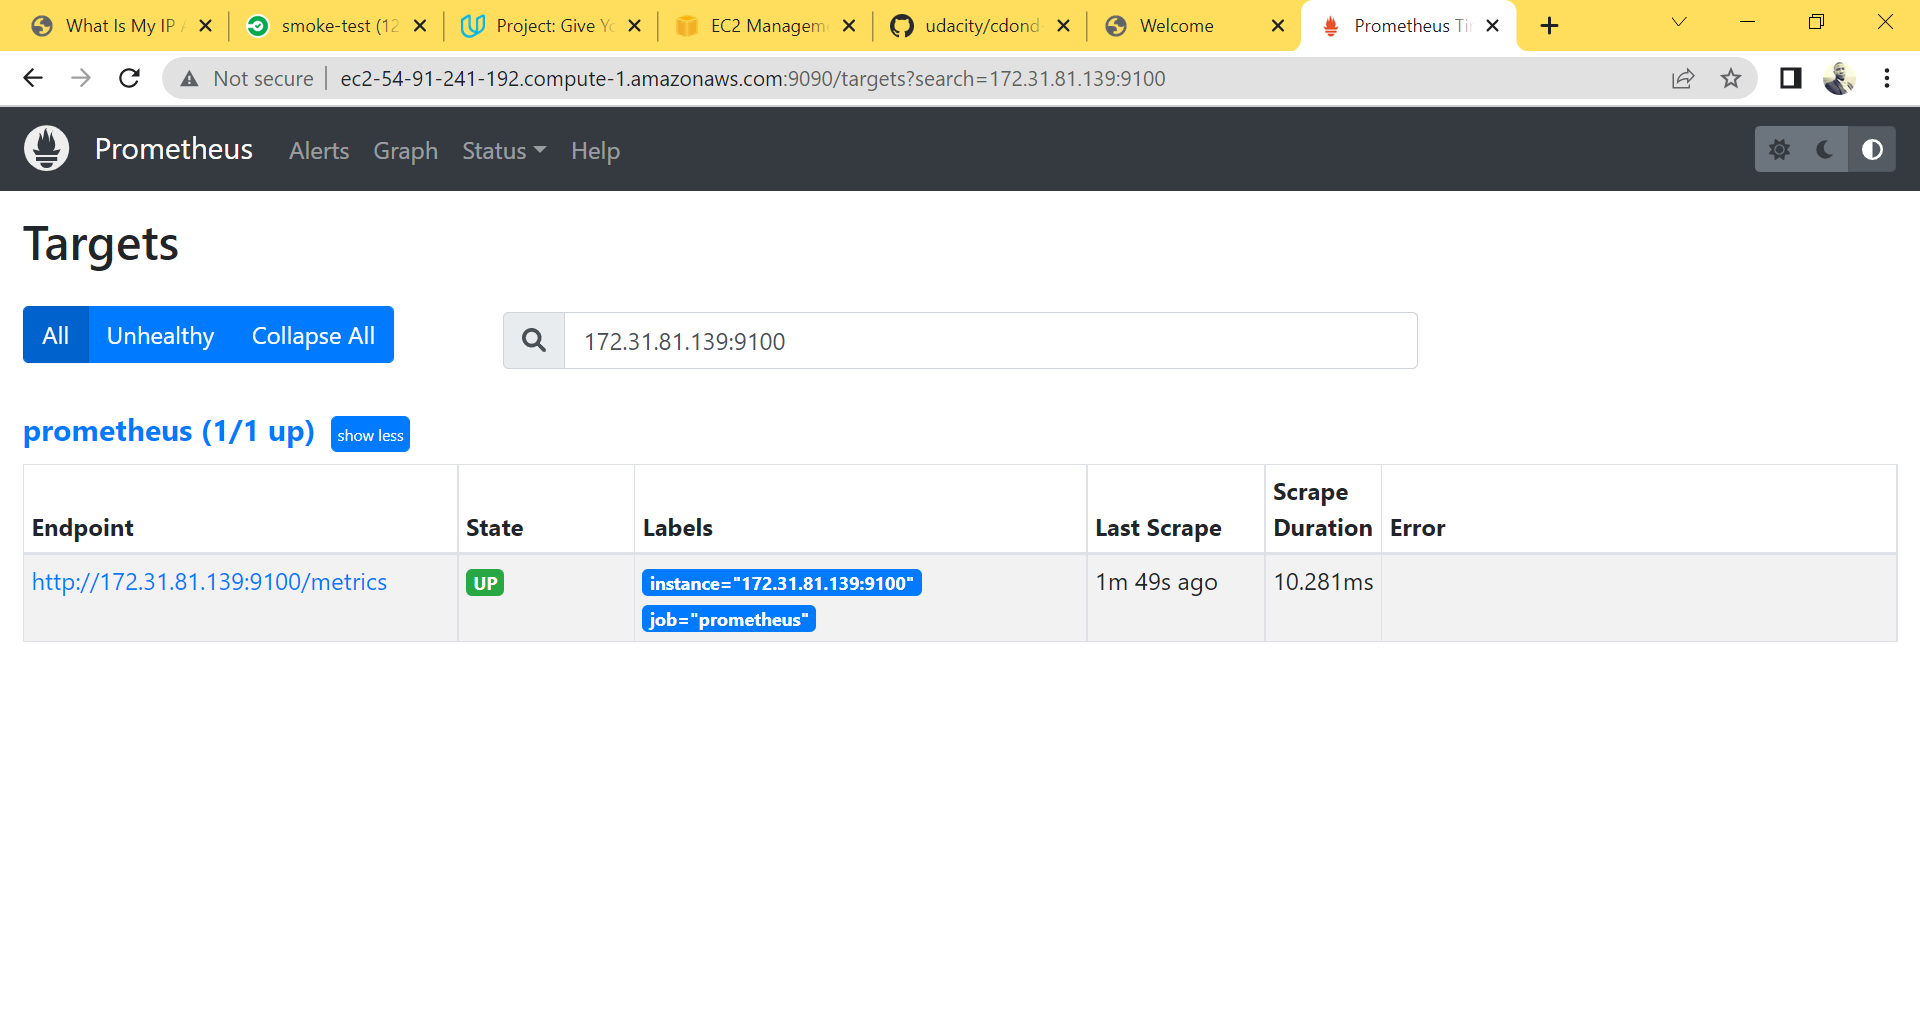 What Is My IP A
smoke-test (12
Project: Give Yo
EC2 Managem
udacity/cdond-
Welcome
Prometheus Ti
Not secure
ec2-54-91-241-192.compute-1.amazonaws.com:9090/targets?search=172.31.81.139:9100
Prometheus
Alerts
Graph
Status
Help
Targets
All
Unhealthy
Collapse All
172.31.81.139:9100
prometheus (1/1 up)
show less
Endpoint
State
Labels
Last Scrape
Scrape
Duration
Error
http://172.31.81.139:9100/metrics
UP
instance="172.31.81.139:9100"
job="prometheus"
1m 49s ago
10.281ms